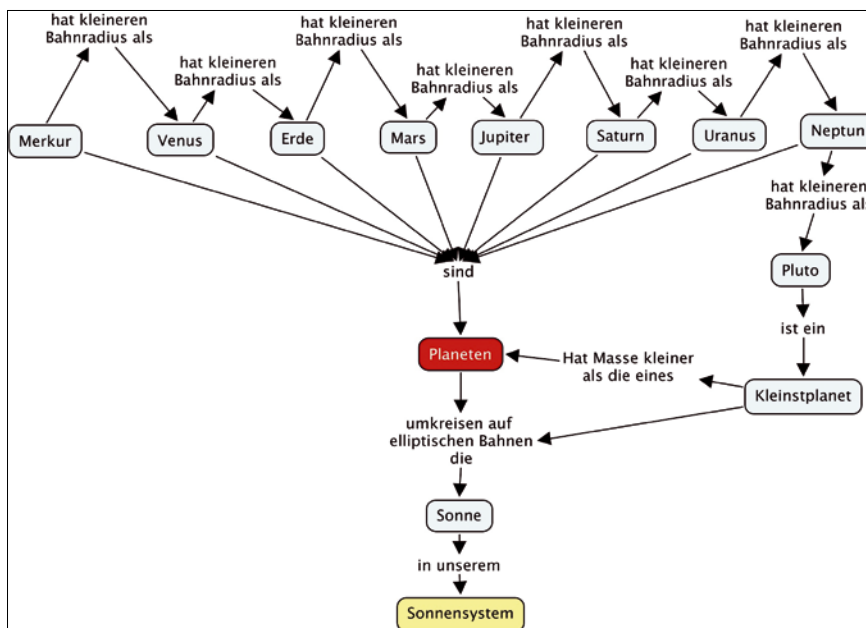 hat kleineren
Bahnradius als
hat kleineren
Bahnradius als
hat kleineren
Bahnradius als
hat kleineren
Bahnradius als
hat kleineren
Bahnradius als
hat kleineren
Bahnradius als
hat kleineren
Bahnradius als
Merkur
Venus
Erde
Mars
Jupiter
Saturn
Uranus
Neptun
hat kleineren
Bahnradius als
sind
Pluto
ist ein
Planeten
Hat Masse kleiner
als die eines
Kleinstplanet
umkreisen auf
elliptischen Bahnen
die
Sonne
in unserem
Sonnensystem